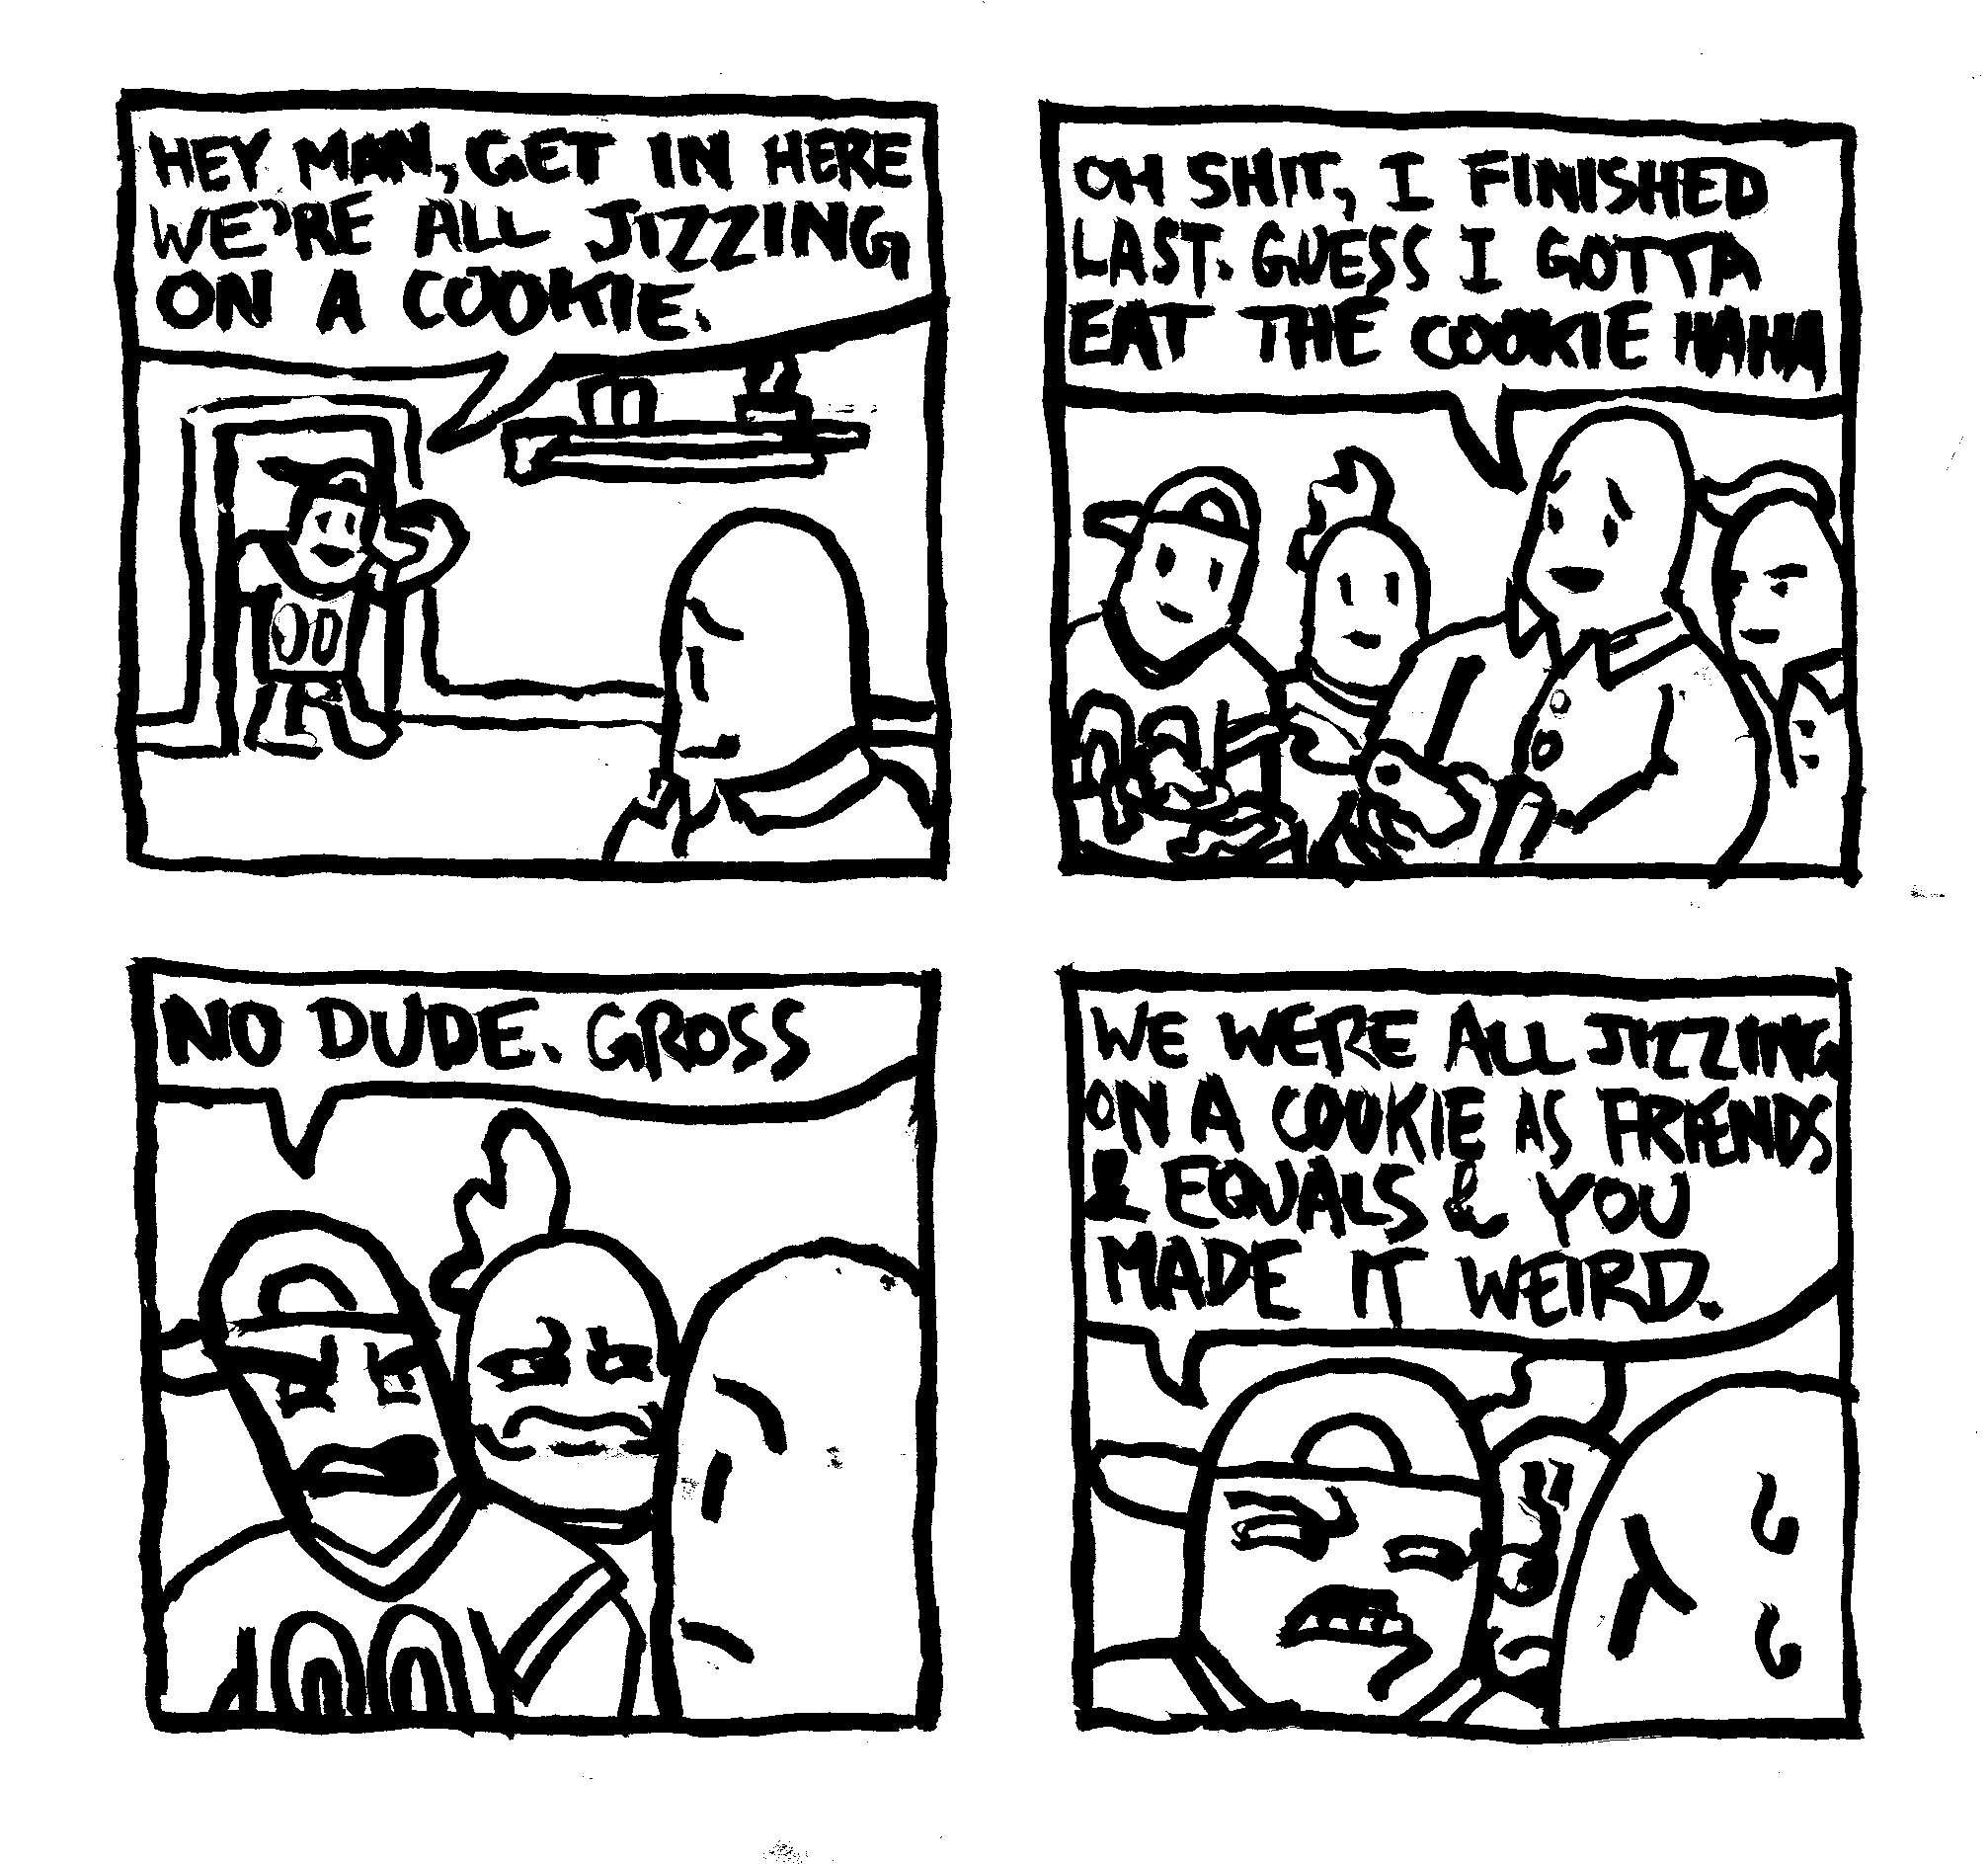 HEY MAN, GET IN HERE
WE'RE ALL JIZZING
ON A COOKIE.
OH SHIT, I FINISHED
LAST. GUESS I GOTTA
EAT THE COOKIE HAHA
NO DUDE. GROSS
WE WERE ALL JIZZING
ON A COOKIE AS FRIENDS
& EQUALS & YOU
MADE IT WEIRD.